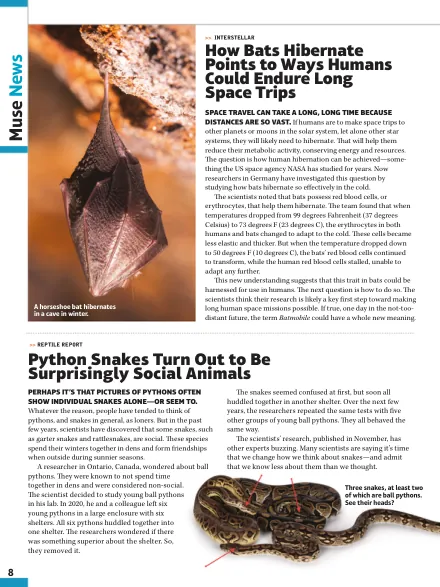 Muse News
>> INTERSTELLAR
How Bats Hibernate
Points to Ways Humans
Could Endure Long
Space Trips
SPACE TRAVEL CAN TAKE A LONG, LONG TIME BECAUSE
DISTANCES ARE SO VAST. If humans are to make space trips to
other planets or moons in the solar system, let alone other star
systems, they will likely need to hibernate. That will help them
reduce their metabolic activity, conserving energy and resources.
The question is how human hibernation can be achieved—some-
thing the US space agency NASA has studied for years. Now
researchers in Germany have investigated this question by
studying how bats hibernate so effectively in the cold.
The scientists noted that bats possess red blood cells, or
erythrocytes, that help them hibernate. The team found that when
temperatures dropped from 99 degrees Fahrenheit (37 degrees
Celsius) to 73 degrees F (23 degrees C), the erythrocytes in both
humans and bats changed to adapt to the cold. These cells became
less elastic and thicker. But when the temperature dropped down
to 50 degrees F (10 degrees C), the bats' red blood cells continued
to transform, while the human red blood cells stalled, unable to
adapt any further.
This new understanding suggests that this trait in bats could be
harnessed for use in humans. The next question is how to do so. The
scientists think their research is likely a key first step toward making
long human space missions possible. If true, one day in the not-too-
distant future, the term Batmobile could have a whole new meaning.
A horseshoe bat hibernates
in a cave in winter.
>> REPTILE REPORT
Python Snakes Turn Out to Be
Surprisingly Social Animals
PERHAPS IT'S THAT PICTURES OF PYTHONS OFTEN
SHOW INDIVIDUAL SNAKES ALONE—OR SEEM TO.
Whatever the reason, people have tended to think of
pythons, and snakes in general, as loners. But in the past
few years, scientists have discovered that some snakes, such
as garter snakes and rattlesnakes, are social. These species
spend their winters together in dens and form friendships
when outside during sunnier seasons.
A researcher in Ontario, Canada, wondered about ball
pythons. They were known to not spend time
together in dens and were considered non-social.
The scientist decided to study young ball pythons
in his lab. In 2020, he and a colleague left six
young pythons in a large enclosure with six
shelters. All six pythons huddled together into
one shelter. The researchers wondered if there
was something superior about the shelter. So,
they removed it.
The snakes seemed confused at first, but soon all
huddled together in another shelter. Over the next few
years, the researchers repeated the same tests with five
other groups of young ball pythons. They all behaved the
same way.
The scientists' research, published in November, has
other experts buzzing. Many scientists are saying it's time
that we change how we think about snakes—and admit
that we know less about them than we thought.
Three snakes, at least two
of which are ball pythons.
See their heads?
8